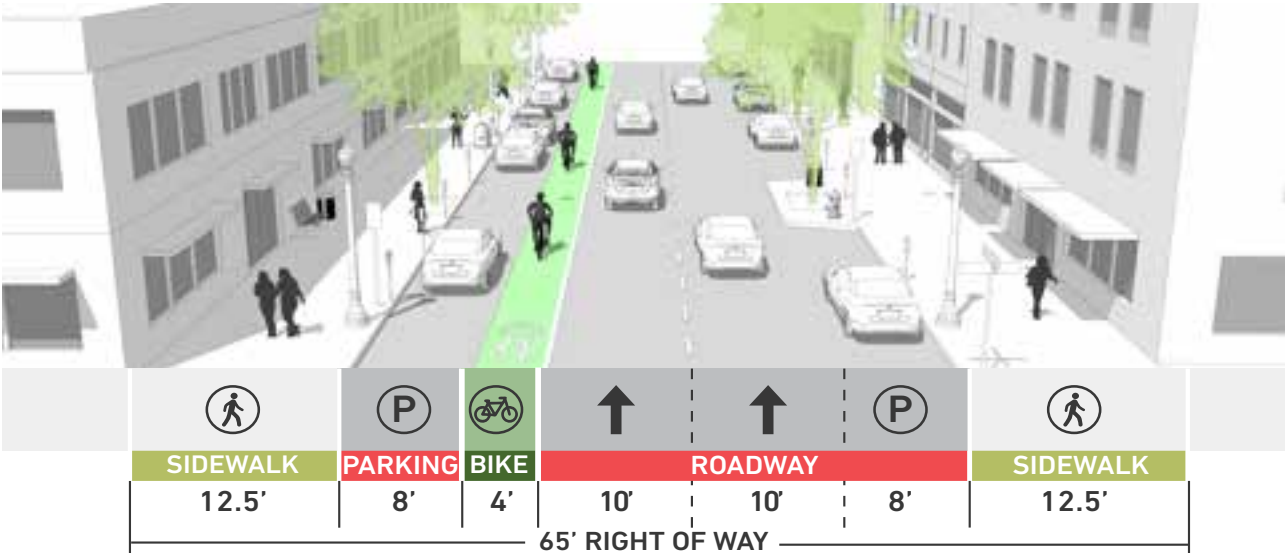 P P
SIDEWALK PARKING BIKE ROADWAY SIDEWALK
12.5’ 8’ 4’ 10’ 10’ 8’ 12.5’
65’ RIGHT OF WAY